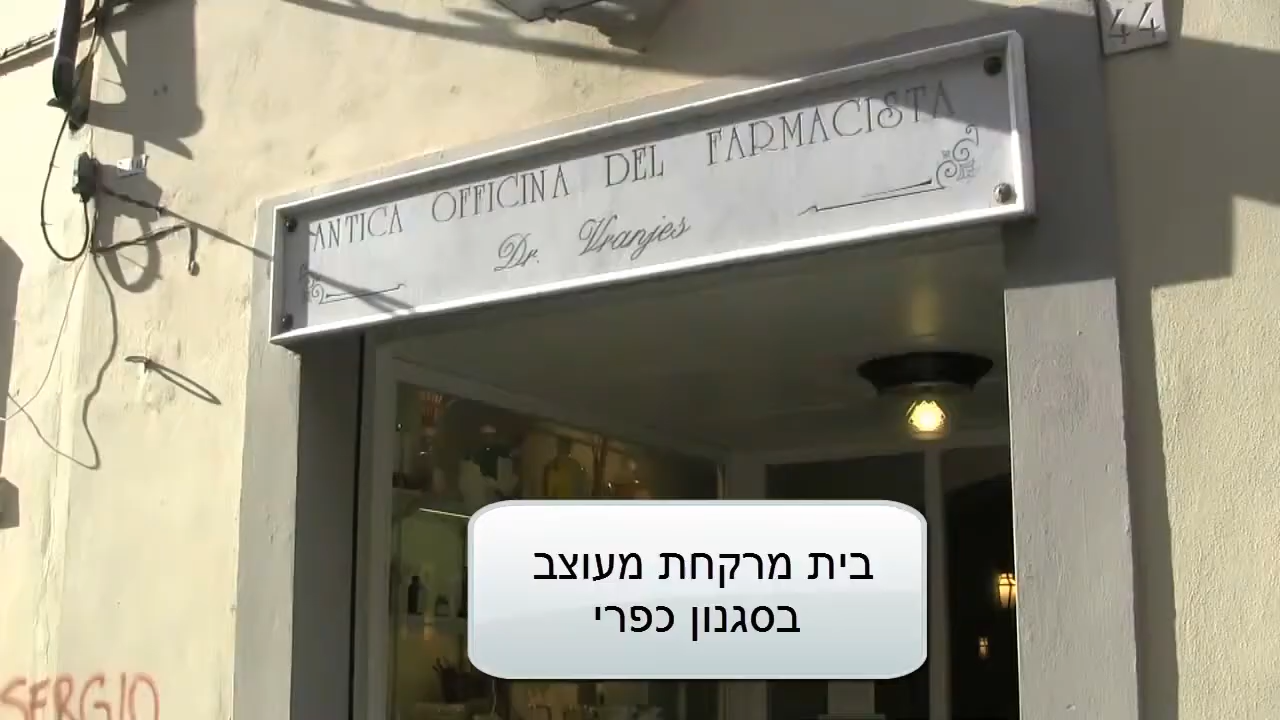 44
ANTICA OFFICINA DEL FARMACISTA
Dr. Vranjes
בית מרקחת מעוצב
בסגנון כפרי
SERGIO